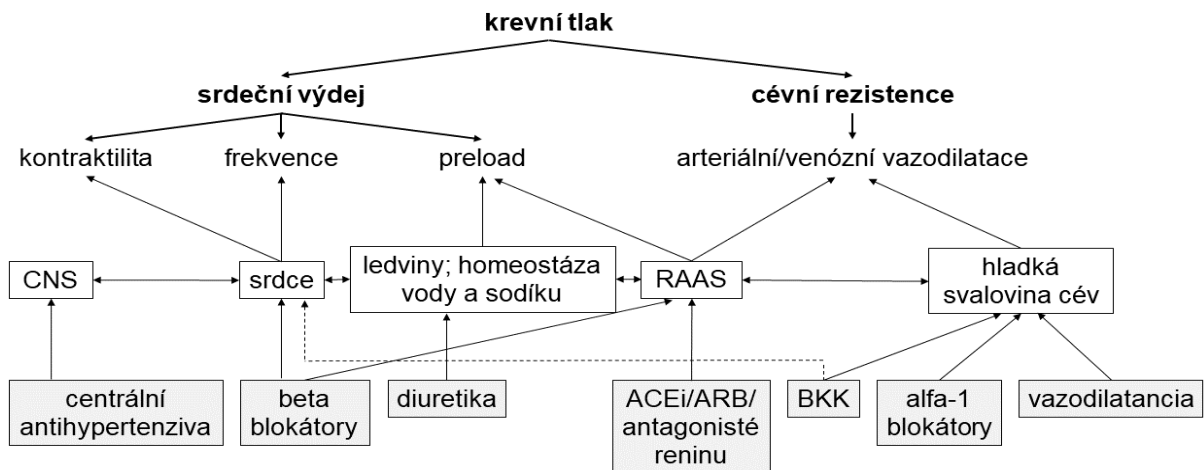 krevní tlak
srdeční výdej
cévní rezistence
kontraktilita
frekvence
preload
arteriální/venózní vazodilatace
CNS
srdce
ledviny; homeostáza
vody a sodíku
RAAS
hladká
svalovina cév
centrální
antihypertenziva
beta
blokátory
diuretika
ACEi/ARB/
antagonisté
reninu
BKK
alfa-1
blokátory
vazodilatancia